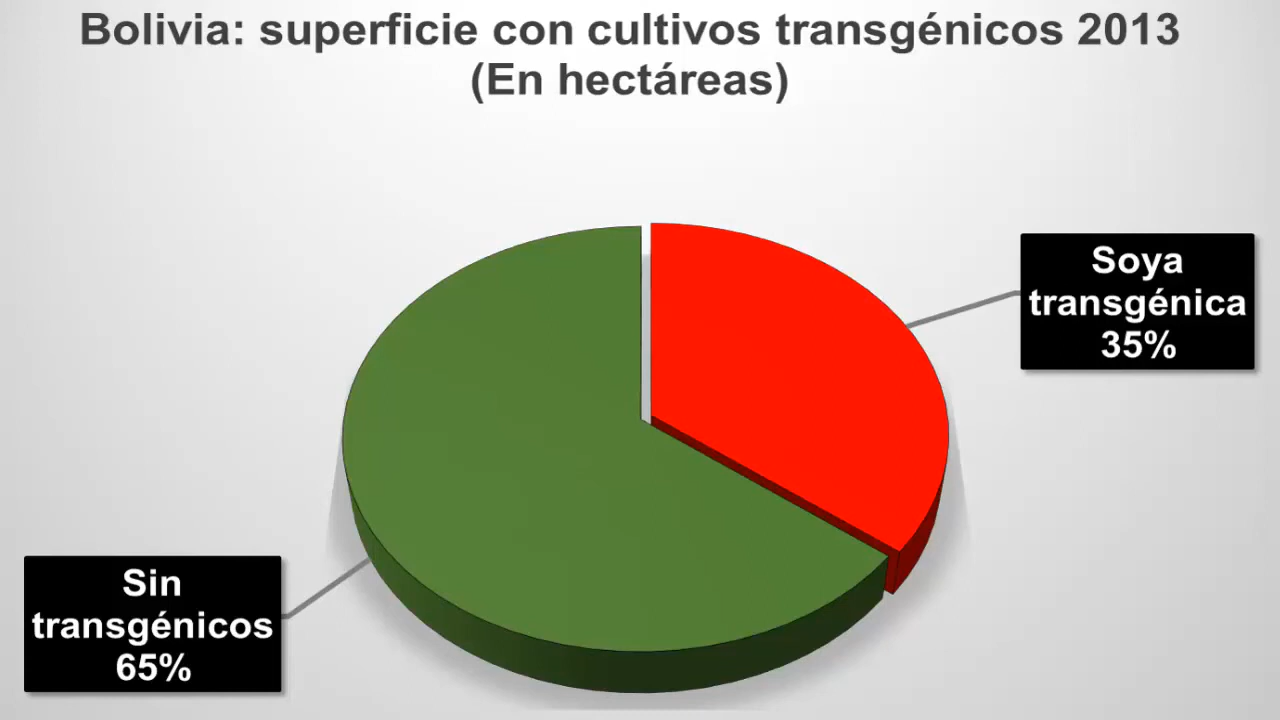 Bolivia: superficie con cultivos transgénicos 2013
(En hectáreas)
Soya
transgénica
35%
Sin
transgénicos
65%